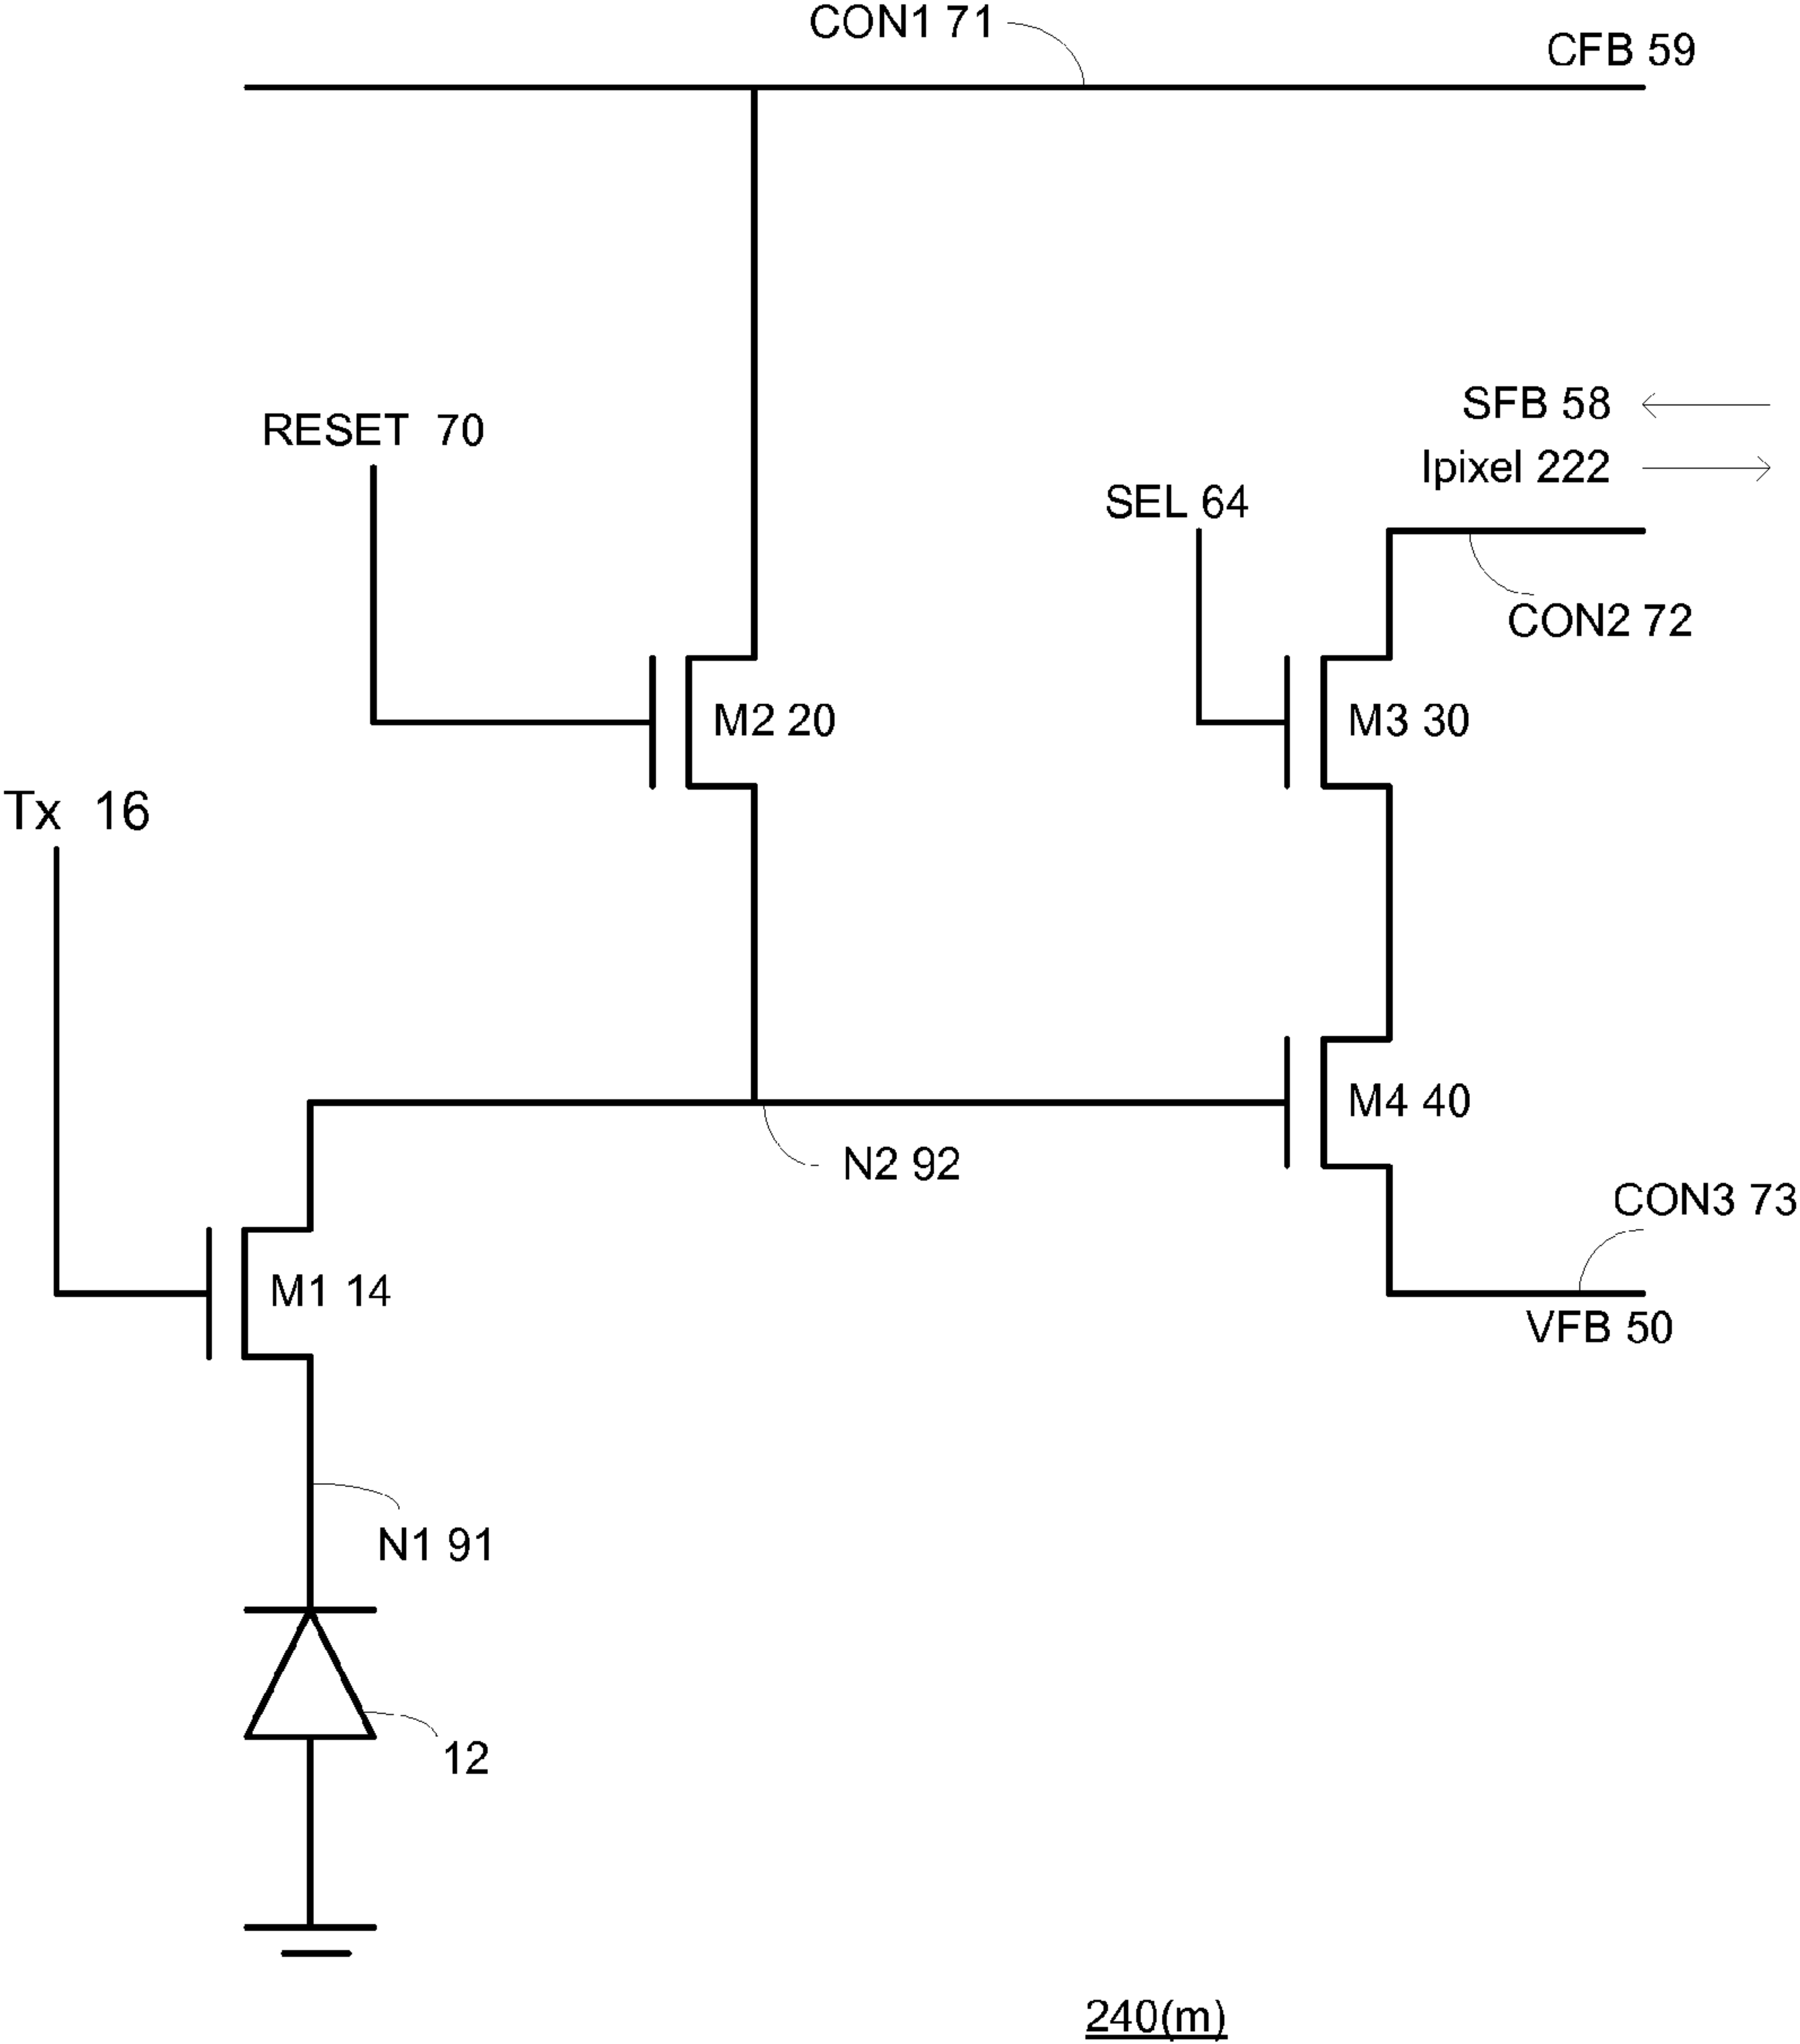 CON1 71
CFB 59
SFB 58
RESET 70
Ipixel 222
SEL 64
CON2 72
M2 20
M3 30
Tx 16
M4 40
N2 92
CON3 73
M1 14
VFB 50
N1 91
12
240(m)